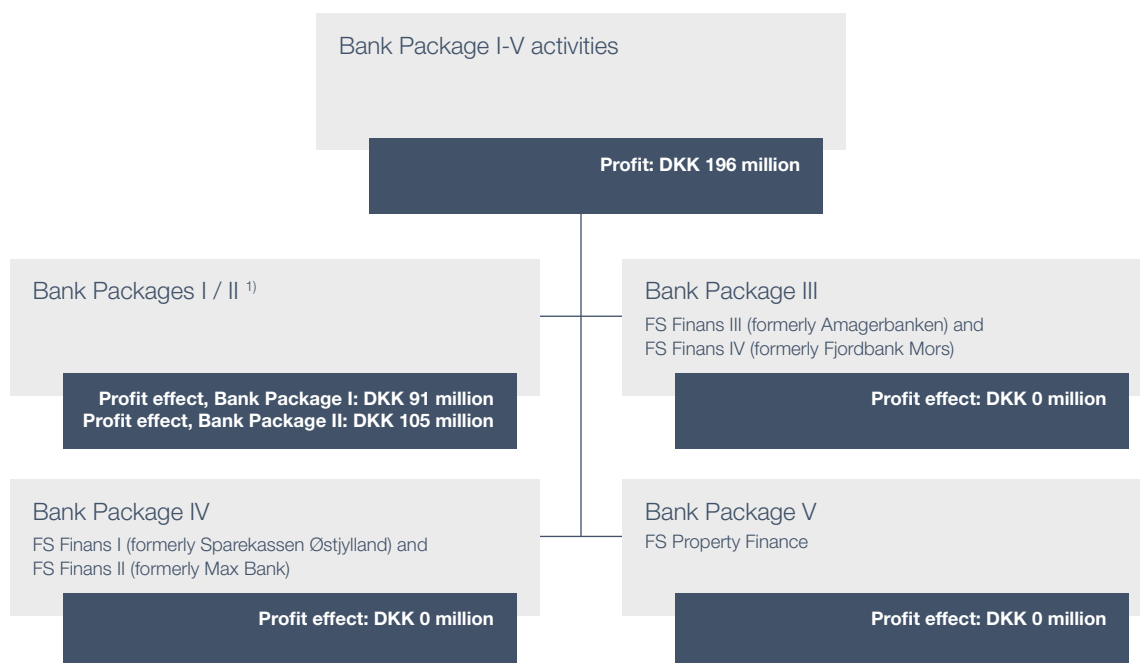 Bank Package I-V activities
Profit: DKK 196 million
Bank Packages I / II 1)
Profit effect, Bank Package I: DKK 91 million
Profit effect, Bank Package II: DKK 105 million
Bank Package III
FS Finans III (formerly Amagerbanken) and
FS Finans IV (formerly Fjordbank Mors)
Profit effect: DKK 0 million
Bank Package IV
FS Finans I (formerly Sparekassen Østjylland) and
FS Finans II (formerly Max Bank)
Profit effect: DKK 0 million
Bank Package V
FS Property Finance
Profit effect: DKK 0 million